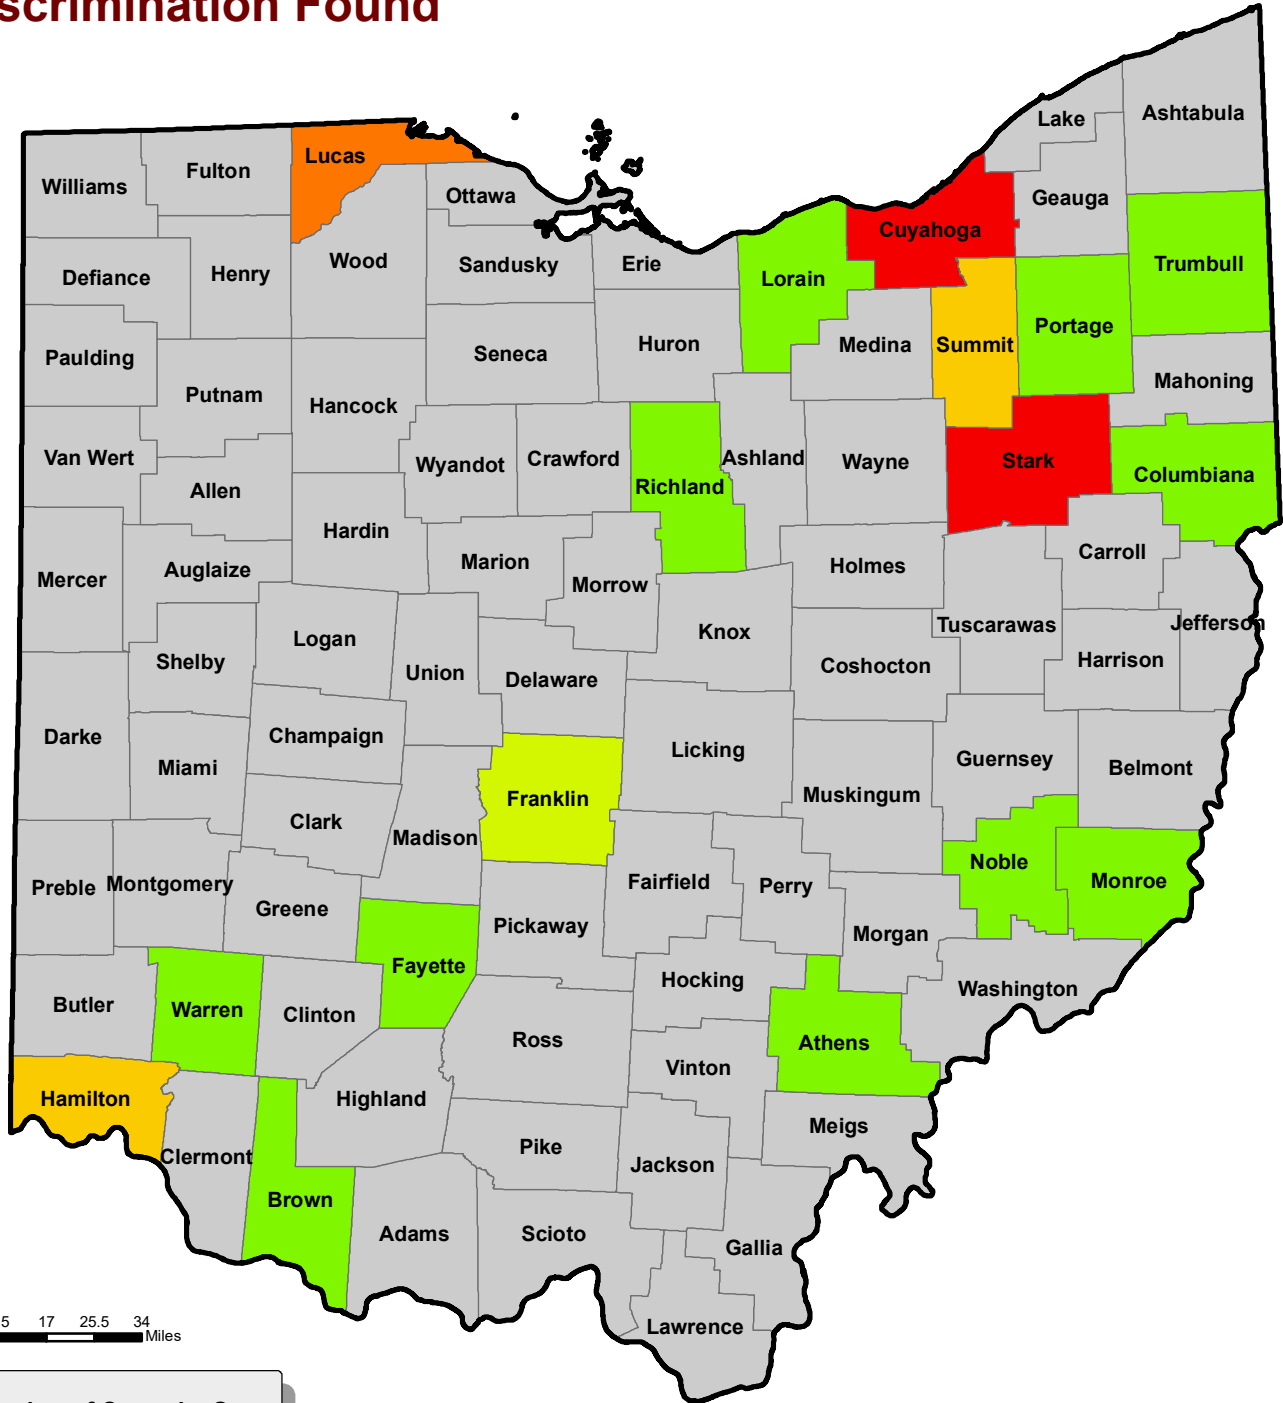 scrimination Found
Lake
Ashtabula
Lucas
Fulton
Williams
Ottawa
Geauga
Cuyahoga
Wood
Sandusky
Erie
Trumbull
Henry
Defiance
Lorain
Portage
Huron
Medina
Summit
Seneca
Paulding
Mahoning
Putnam
Hancock
Van Wert
Wyandot
Crawford
Ashland
Wayne
Stark
Columbiana
Richland
Allen
Hardin
Carroll
Marion
Holmes
Auglaize
Mercer
Morrow
Jefferson
Tuscarawas
Knox
Logan
Harrison
Shelby
Coshocton
Union
Delaware
Darke
Champaign
Licking
Guernsey
Miami
Belmont
Muskingum
Franklin
Clark
Madison
Noble
Monroe
Fairfield
Preble
Montgomery
Perry
Greene
Pickaway
Morgan
Fayette
Hocking
Washington
Butler
Warren
Clinton
Ross
Athens
Vinton
Hamilton
Highland
Meigs
Pike
Clermont
Jackson
Brown
Adams
Scioto
Gallia
Lawrence
5 17 25.5 34
Miles